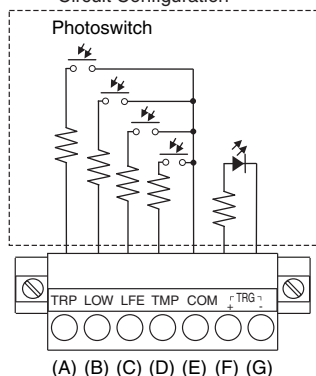 Circuit Configuration
Photoswitch
TRP LOW LFE TMP COM TRG
+ -
(A) (B) (C) (D) (E) (F) (G)